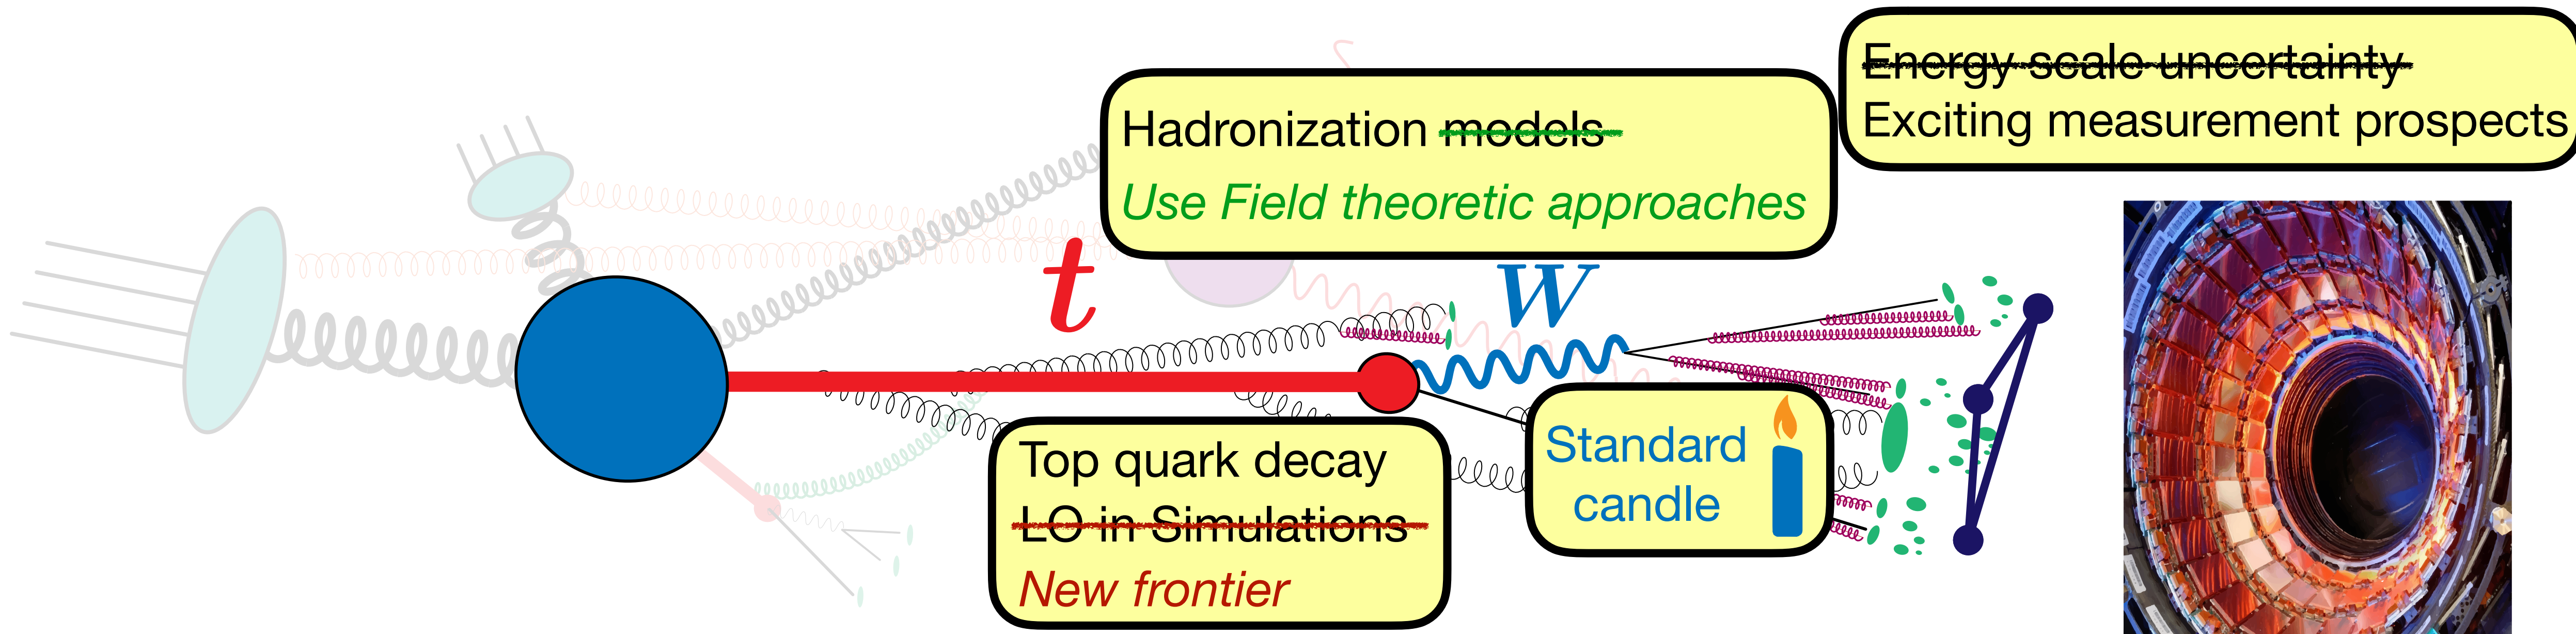 Energy scale uncertainty
Exciting measurement prospects
Hadronization models
Use Field theoretic approaches
t
W
Top quark decay
LO in Simulations
New frontier
Standard
candle